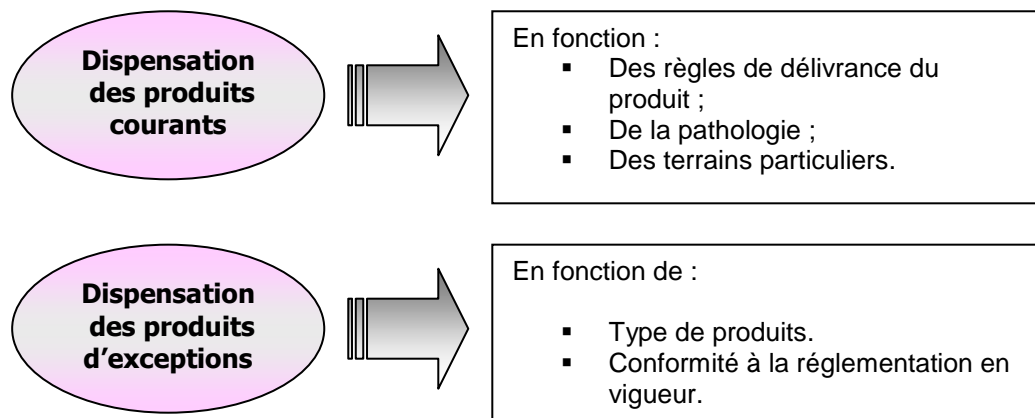 Dispensation
des produits
courants
En fonction :
▪ Des règles de délivrance du
produit ;
▪ De la pathologie ;
▪ Des terrains particuliers.
Dispensation
des produits
d’exceptions
En fonction de :
▪ Type de produits.
▪ Conformité à la réglementation en
vigueur.